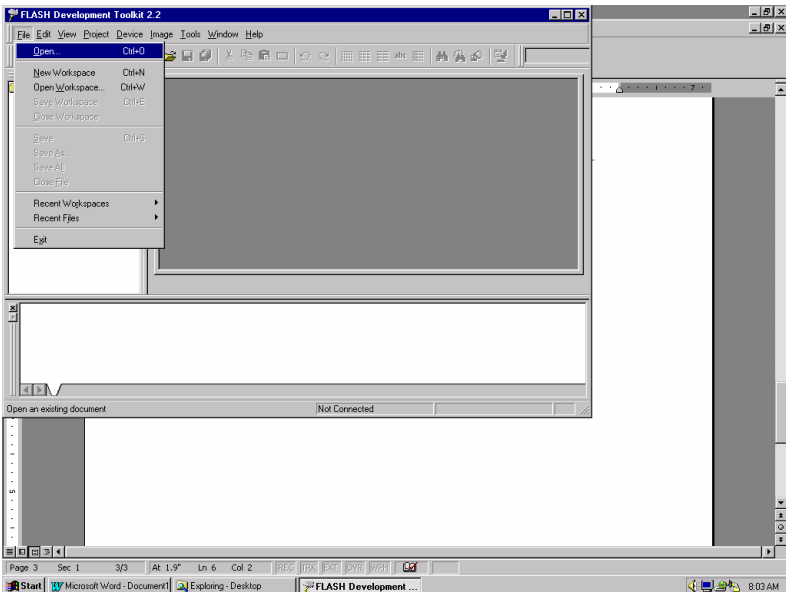 FLASH Development Toolkit 2.2
File Edit View Project Device Image Tools Window Help
Open... Ctrl+O
New Workspace Ctrl+N
Open Workspace... Ctrl+W
Save Workspace Ctrl+E
Close Workspace
Save Ctrl+S
Save As...
Save All
Close File
Recent Workspaces
Recent Files
Exit
abc
7
5
Open an existing document Not Connected
Page 3 Sec 1 3/3 At 1.9" Ln 6 Col 2 REC TRK EXT OVR WPH
Start Microsoft Word - Document1 Exploring - Desktop FLASH Development ... 8:03 AM